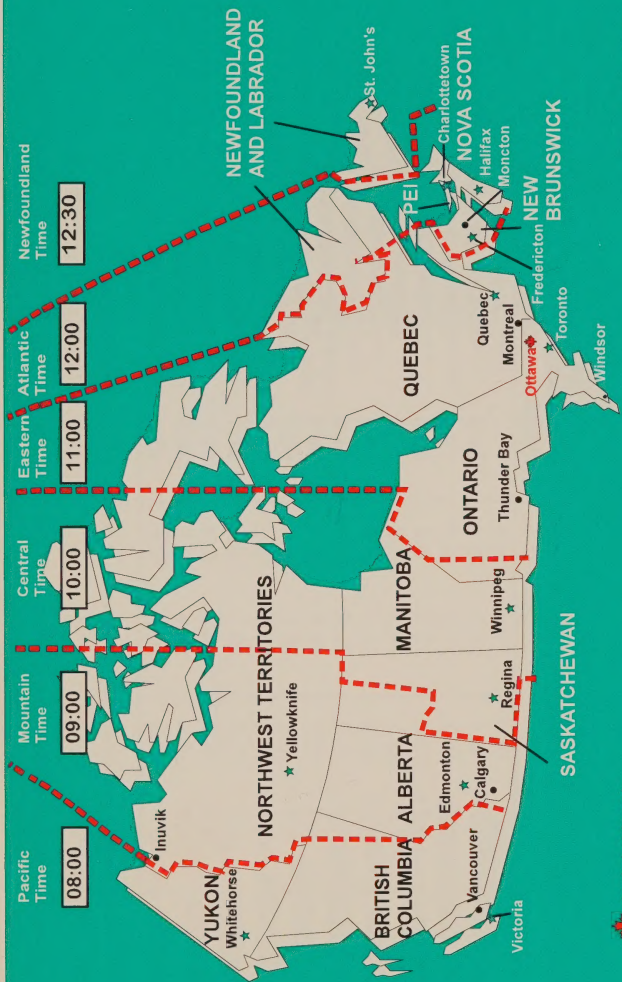 Pacific
Time
08:00
Mountain
Time
09:00
Central
Time
10:00
Eastern
Time
11:00
Atlantic
Time
12:00
Newfoundland
Time
12:30
Inuvik
YUKON
Whitehorse
NORTHWEST TERRITORIES
Yellowknife
BRITISH
COLUMBIA
Vancouver
Victoria
ALBERTA
Edmonton
Calgary
SASKATCHEWAN
Regina
MANITOBA
Winnipeg
ONTARIO
Thunder Bay
Ottawa
Toronto
Windsor
QUEBEC
Quebec
Montreal
NEWFOUNDLAND
AND LABRADOR
St. John's
PEI
Charlottetown
NOVA SCOTIA
Halifax
Moncton
NEW
BRUNSWICK
Fredericton